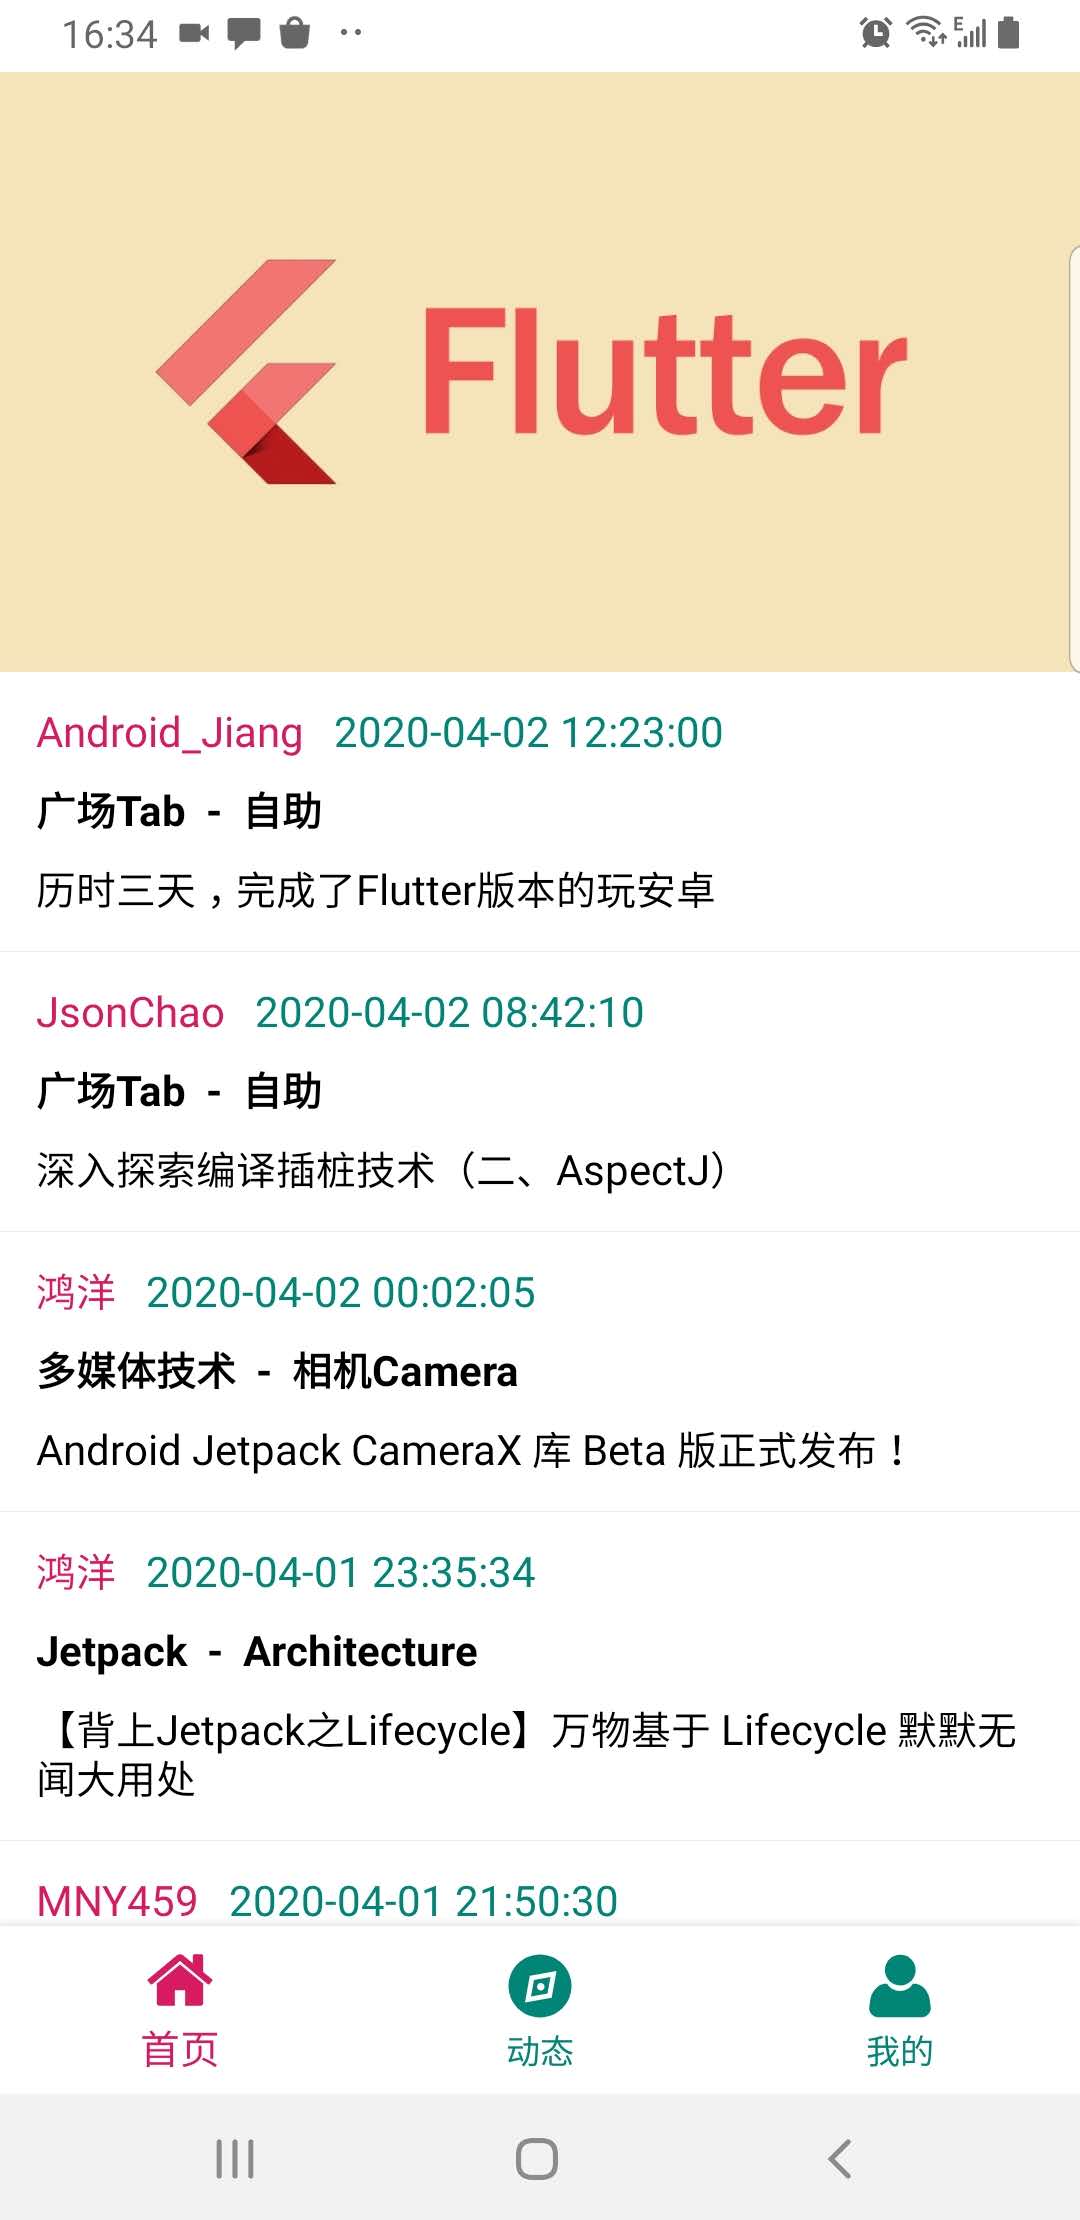 16:34
E
Flutter
Android_Jiang 2020-04-02 12:23:00
广场Tab - 自助
历时三天，完成了Flutter版本的玩安卓
JsonChao 2020-04-02 08:42:10
广场Tab - 自助
深入探索编译插桩技术（二、AspectJ）
鸿洋 2020-04-02 00:02:05
多媒体技术 - 相机Camera
Android Jetpack CameraX 库 Beta 版正式发布！
鸿洋 2020-04-01 23:35:34
Jetpack - Architecture
【背上Jetpack之Lifecycle】万物基于 Lifecycle 默默无
闻大用处
MNY459 2020-04-01 21:50:30
首页 动态 我的